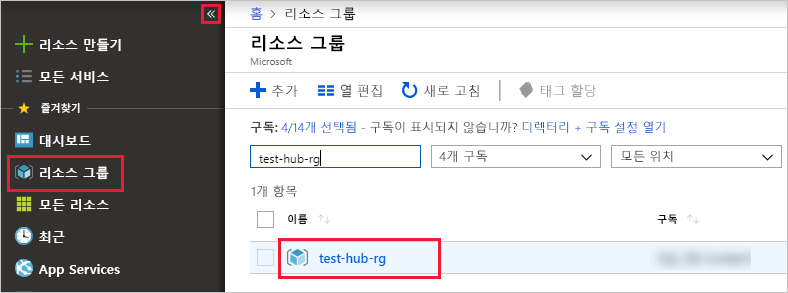 «
리소스 만들기
모든 서비스
즐겨찾기
대시보드
리소스 그룹
모든 리소스
최근
App Services
홈 > 리소스 그룹
리소스 그룹
Microsoft
추가 열 편집 새로 고침 태그 할당
구독: 4/14개 선택됨 - 구독이 표시되지 않습니까? 디렉터리 + 구독 설정 열기
test-hub-rg 4개 구독 모든 위치
1개 항목
이름 구독
test-hub-rg